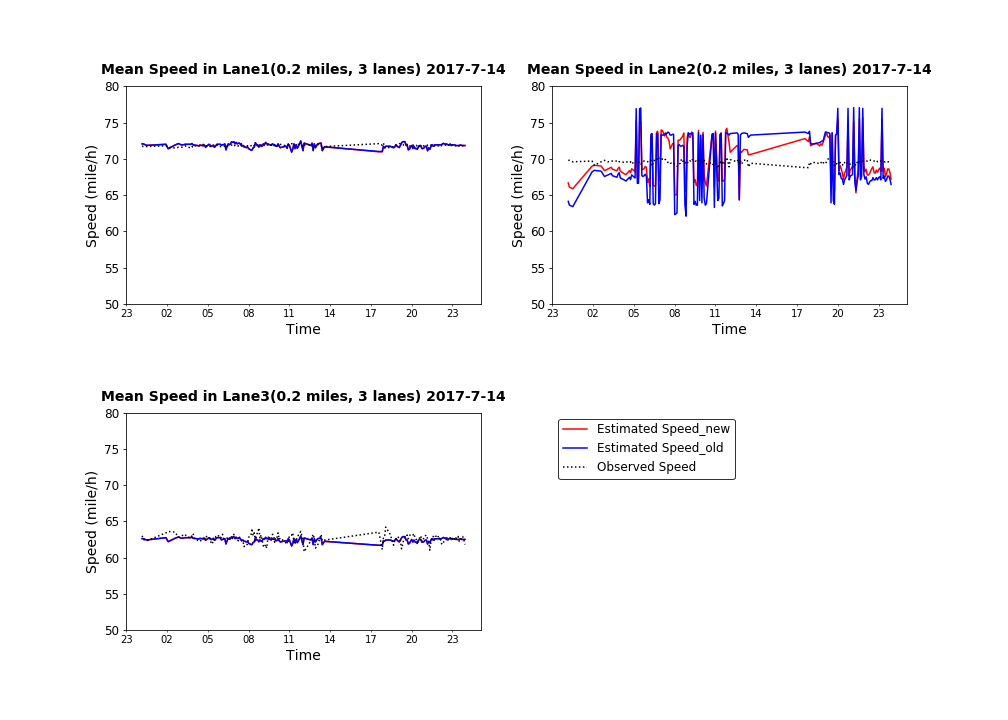 Mean Speed in Lane1(0.2 miles, 3 lanes) 2017-7-14
80
75
70
65
60
55
50
Speed (mile/h)
23 02 05 08 11 14 17 20 23
Time
Mean Speed in Lane2(0.2 miles, 3 lanes) 2017-7-14
80
75
70
65
60
55
50
Speed (mile/h)
23 02 05 08 11 14 17 20 23
Time
Mean Speed in Lane3(0.2 miles, 3 lanes) 2017-7-14
80
75
70
65
60
55
50
Speed (mile/h)
23 02 05 08 11 14 17 20 23
Time
Estimated Speed_new
Estimated Speed_old
Observed Speed